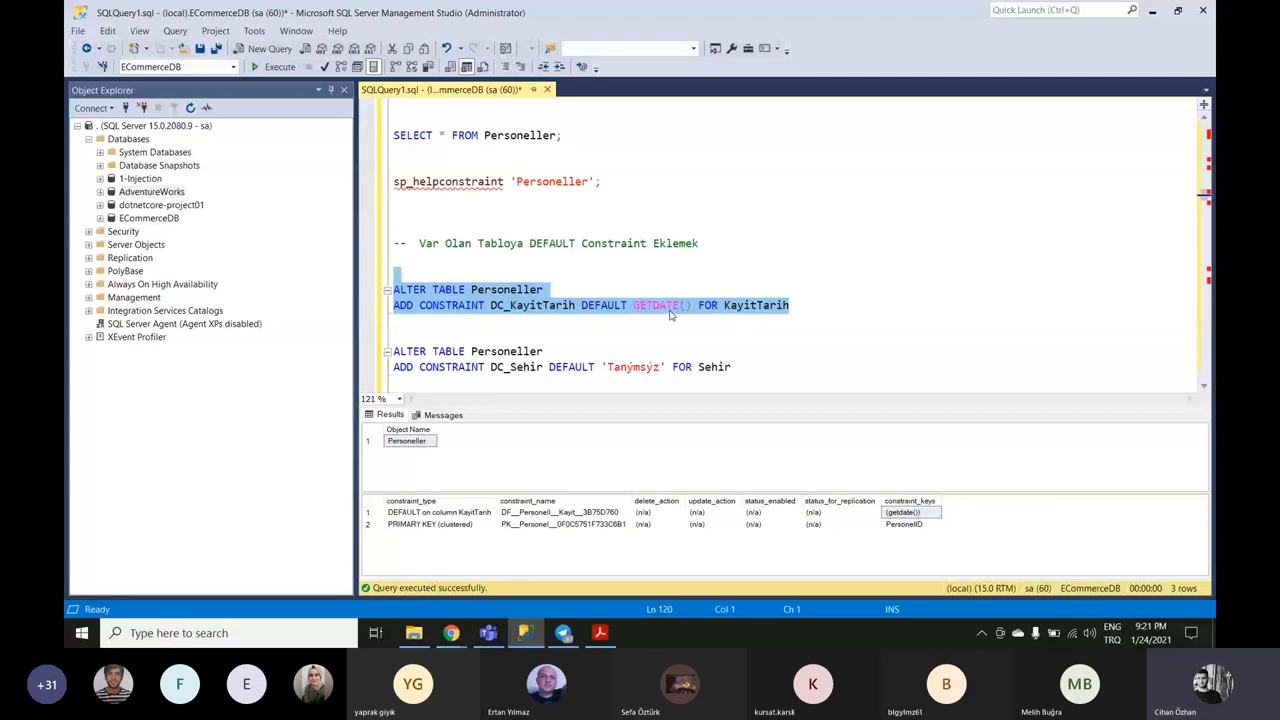 SQLQuery1.sql - (local).ECommerceDB (sa (60))* - Microsoft SQL Server Management Studio (Administrator)
Quick Launch (Ctrl+Q)
File Edit View Query Project Tools Window Help
New Query
ECommerceDB
Execute
Object Explorer
SQLQuery1.sql - (l...mmerceDB (sa (60))*
Connect
. (SQL Server 15.0.2080.9 - sa)
Databases
System Databases
Database Snapshots
1-Injection
AdventureWorks
dotnetcore-project01
ECommerceDB
Security
Server Objects
Replication
PolyBase
Always On High Availability
Management
Integration Services Catalogs
SQL Server Agent (Agent XPs disabled)
XEvent Profiler
SELECT * FROM Personeller;
sp_helpconstraint 'Personeller';
-- Var Olan Tabloya DEFAULT Constraint Eklemek
ALTER TABLE Personeller
ADD CONSTRAINT DC_KayitTarih DEFAULT GETDATE() FOR KayitTarih
ALTER TABLE Personeller
ADD CONSTRAINT DC_Sehir DEFAULT 'Tanýmsýz' FOR Sehir
121 %
Results Messages
Object Name
1 Personeller
constraint_type constraint_name delete_action update_action status_enabled status_for_replication constraint_keys
1 DEFAULT on column KayitTarih DF__Personell__Kayit__3B75D760 (n/a) (n/a) (n/a) (n/a) (getdate())
2 PRIMARY KEY (clustered) PK__Personel__0F0C5751F733C6B1 (n/a) (n/a) (n/a) (n/a) PersonelID
Query executed successfully. (local) (15.0 RTM) sa (60) ECommerceDB 00:00:00 3 rows
Ready Ln 120 Col 1 Ch 1 INS
Type here to search
ENG
TRQ
9:21 PM
1/24/2021
+31
F
E
YG
K
B
MB
yaprak giyik
Ertan Yılmaz
Sefa Öztürk
kursat.karsli
blgylmz61
Melih Buğra
Cihan Özhan